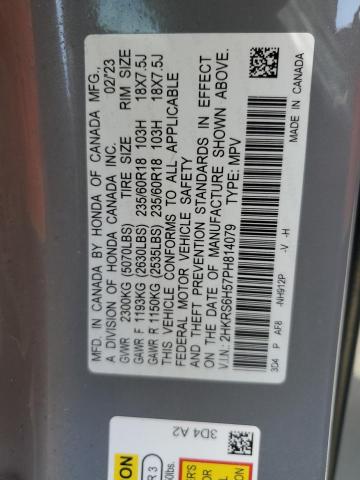 MFD. IN CANADA BY HONDA OF CANADA MFG.,
A DIVISION OF HONDA CANADA INC. 02/23
GVWR 2300KG (5070LBS) TIRE SIZE RIM SIZE
GAWR F 1193KG (2630LBS) 235/60R18 103H 18X7.5J
GAWR R 1150KG (2535LBS) 235/60R18 103H 18X7.5J
THIS VEHICLE CONFORMS TO ALL APPLICABLE
FEDERAL MOTOR VEHICLE SAFETY
AND THEFT PREVENTION STANDARDS IN EFFECT
ON THE DATE OF MANUFACTURE SHOWN ABOVE.
V.I.N.: 2HKRS6H57PH814079 TYPE: MPV
3D4 P AF8 -NH912P -V -H
MADE IN CANADA
3D4 A2
ION
R 3